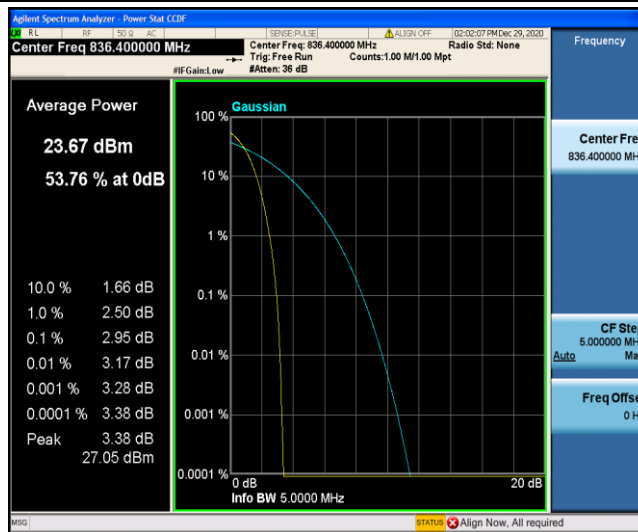 Agilent Spectrum Analyzer - Power Stat CCDF
RL RF 50 Ω AC SENSE:PULSE ALIGN OFF 02:02:07 PM Dec 29, 2020
Center Freq 836.400000 MHz Center Freq: 836.400000 MHz Radio Std: None
Trig: Free Run Counts:1.00 M/1.00 Mpt
#IFGain:Low #Atten: 36 dB
Frequency
Average Power
23.67 dBm
53.76 % at 0dB
10.0 % 1.66 dB
1.0 % 2.50 dB
0.1 % 2.95 dB
0.01 % 3.17 dB
0.001 % 3.28 dB
0.0001 % 3.38 dB
Peak 3.38 dB
27.05 dBm
Gaussian
100 %
10 %
1 %
0.1 %
0.01 %
0.001 %
0.0001 %
0 dB 20 dB
Info BW 5.0000 MHz
Center Fre
836.400000 MH
CF Ste
5.000000 MH
Auto Ma
Freq Offse
0 H
MSG STATUS Align Now, All required